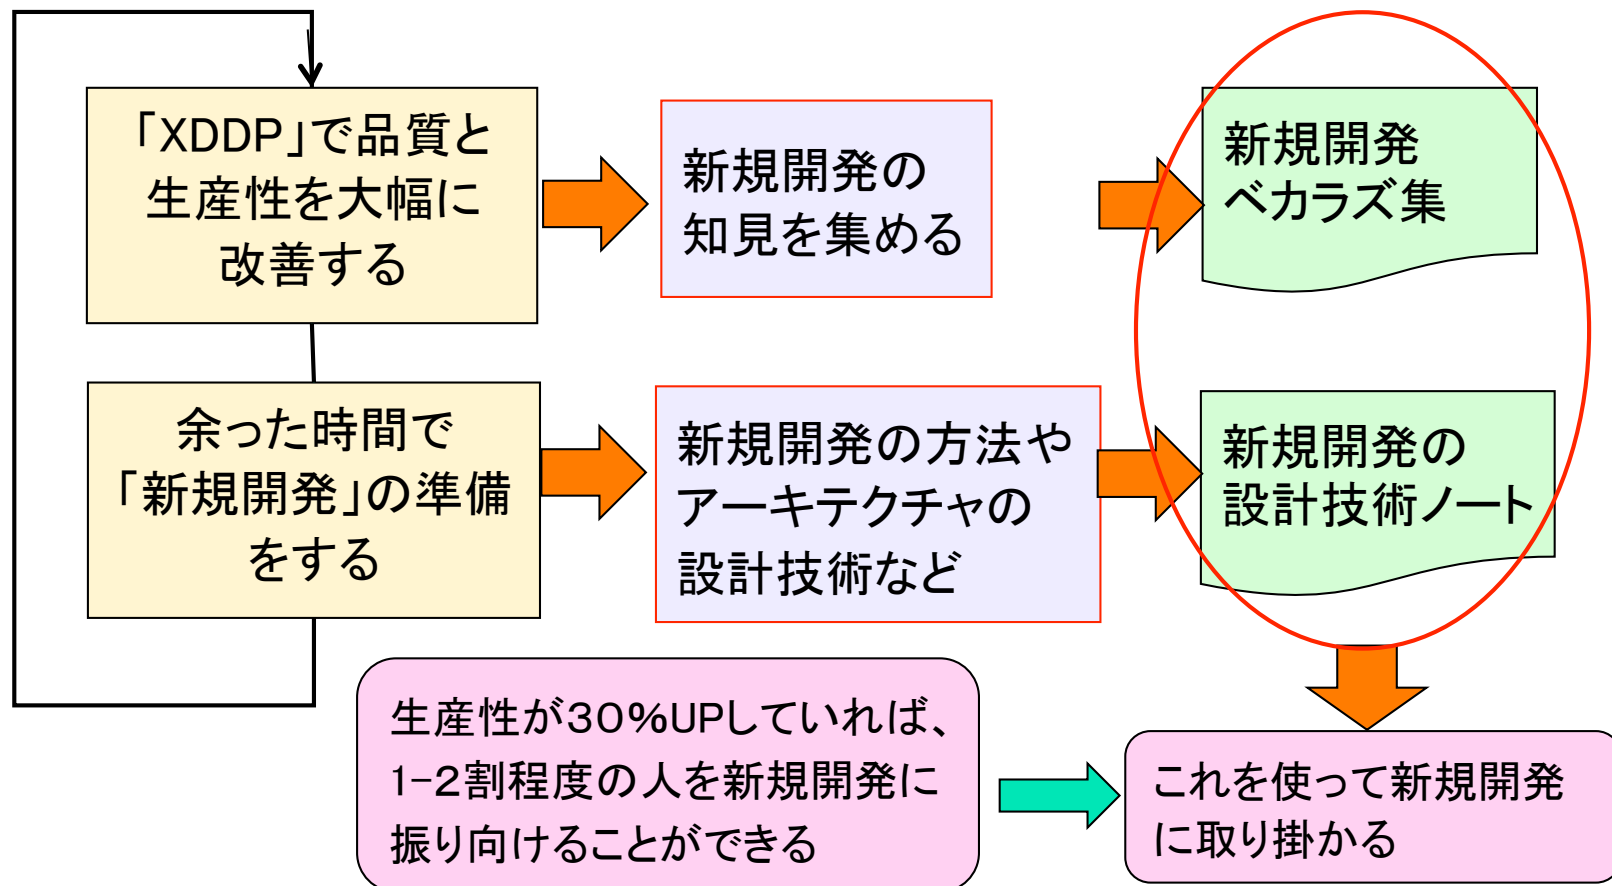 「XDDP」で品質と
生産性を大幅に
改善する
新規開発の
知見を集める
新規開発
ベカラズ集
余った時間で
「新規開発」の準備
をする
新規開発の方法や
アーキテクチャの
設計技術など
新規開発の
設計技術ノート
生産性が30%UPしていれば、
1-2割程度の人を新規開発に
振り向けることができる
これを使って新規開発
に取り掛かる